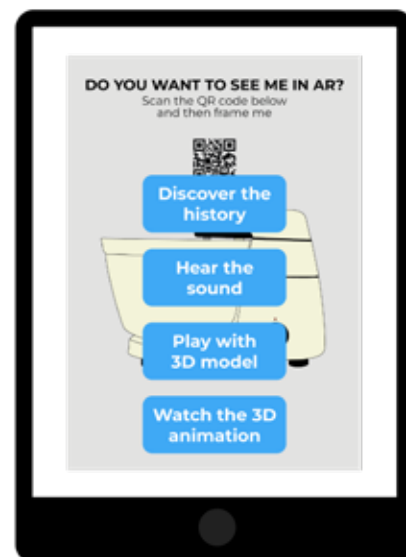 DO YOU WANT TO SEE ME IN AR?
Scan the QR code below
and then frame me
Discover the
history
Hear the
sound
Play with
3D model
Watch the 3D
animation